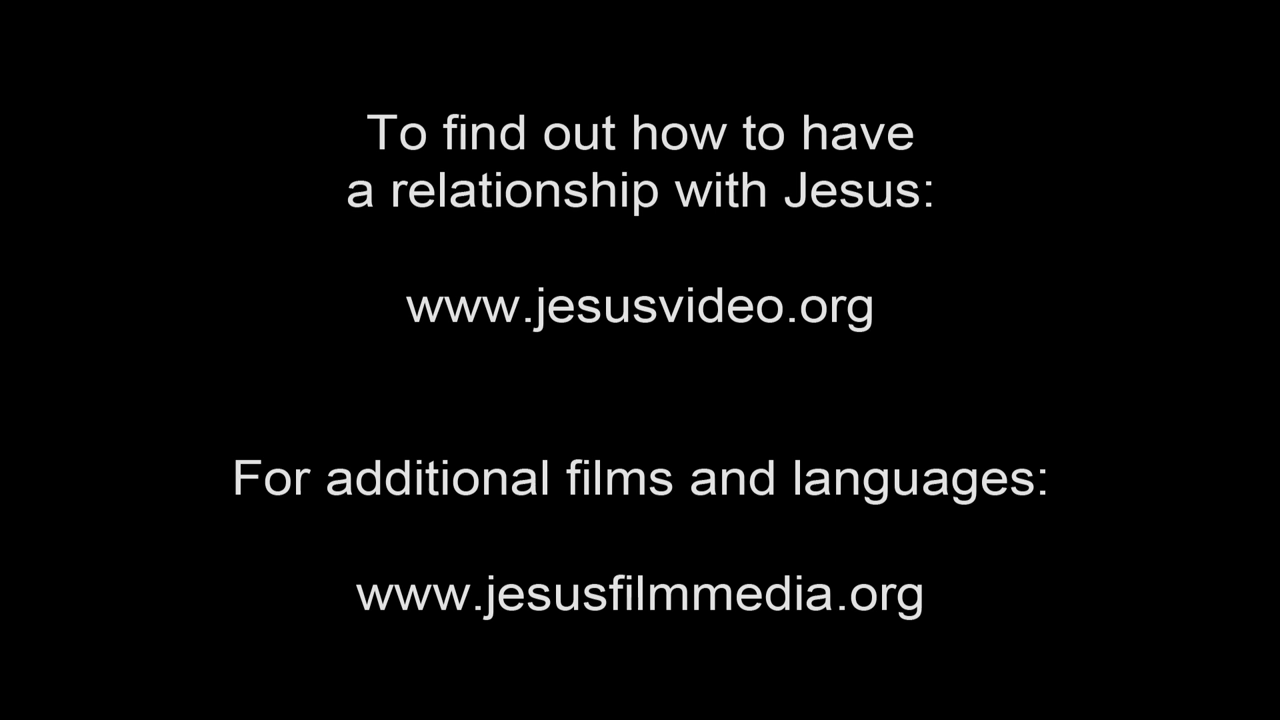 To find out how to have
a relationship with Jesus:
www.jesusvideo.org
For additional films and languages:
www.jesusfilmmedia.org